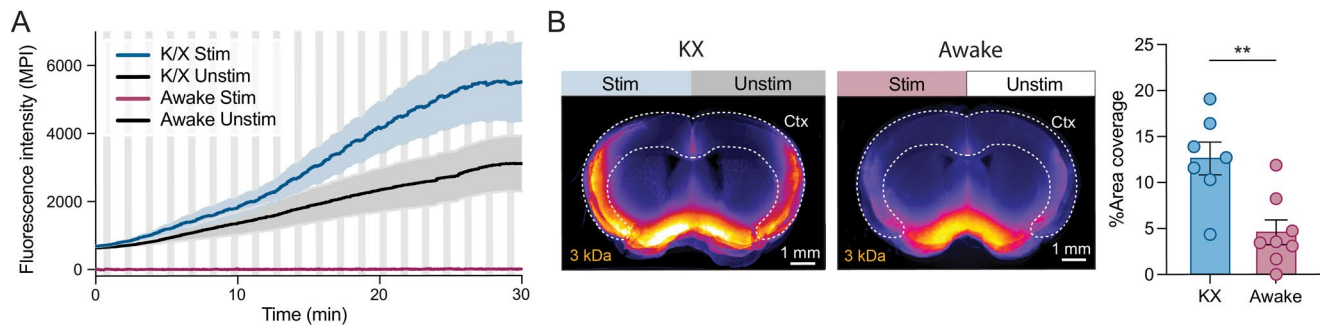 A
Fluorescence intensity (MPI)
6000
4000
2000
0
K/X Stim
K/X Unstim
Awake Stim
Awake Unstim
0
10
20
30
Time (min)
B
KX
Stim
Unstim
Ctx
3 kDa
1 mm
Awake
Stim
Unstim
Ctx
3 kDa
1 mm
%Area coverage
25
20
15
10
5
0
**
KX
Awake